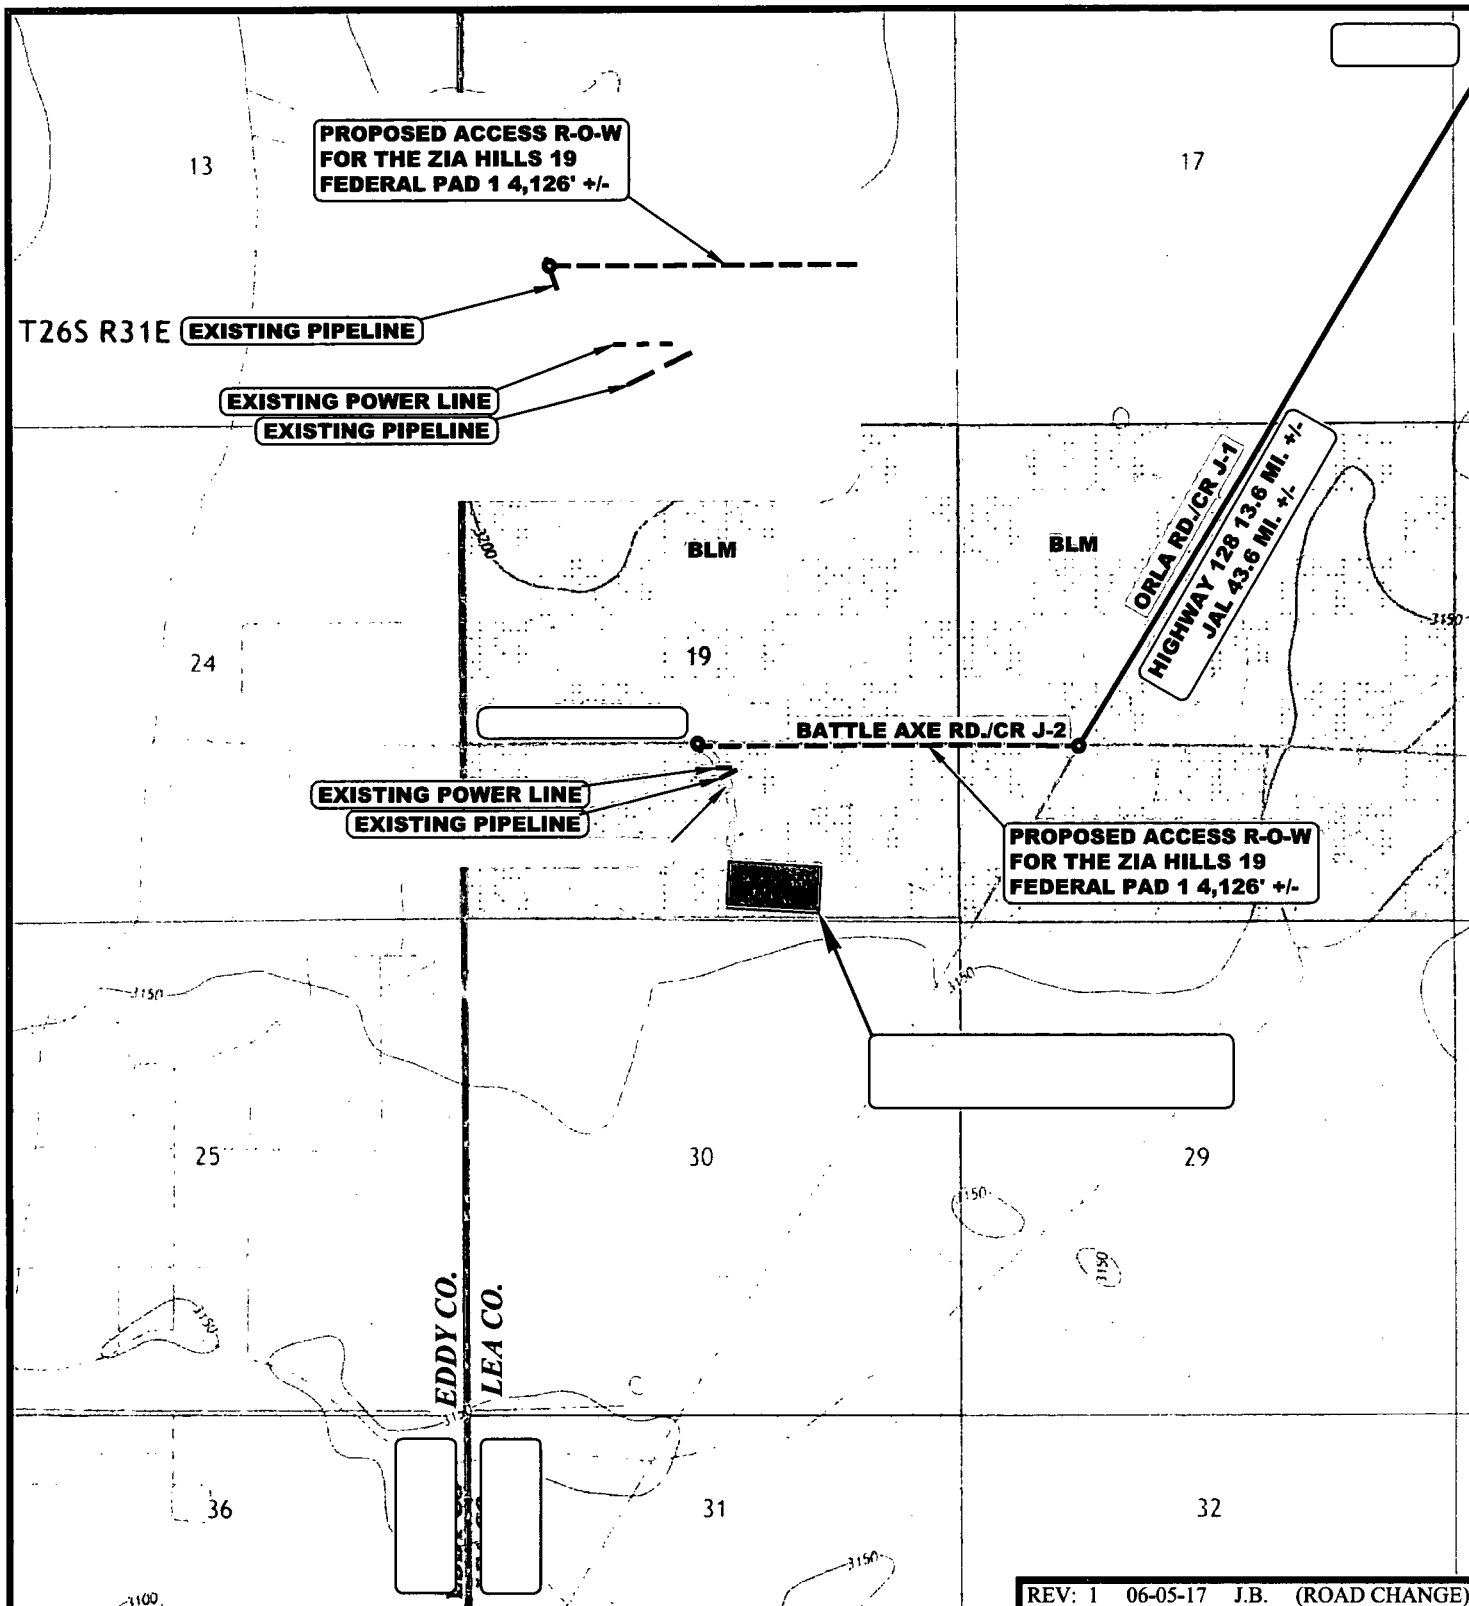 PROPOSED ACCESS R-O-W
FOR THE ZIA HILLS 19
FEDERAL PAD 1 4,126' +/-
13
17
T26S R31E
EXISTING PIPELINE
EXISTING POWER LINE
EXISTING PIPELINE
ORLA RD./CR J-1
HIGHWAY 128 13.6 MI. +/-
JAL 43.6 MI. +/-
3200
BLM
BLM
3150
24
19
BATTLE AXE RD./CR J-2
EXISTING POWER LINE
EXISTING PIPELINE
PROPOSED ACCESS R-O-W
FOR THE ZIA HILLS 19
FEDERAL PAD 1 4,126' +/-
3150
3150
25
30
29
3150
3150
EDDY CO.
LEA CO.
36
31
32
3150
3100
REV: 1 06-05-17 J.B. (ROAD CHANGE)